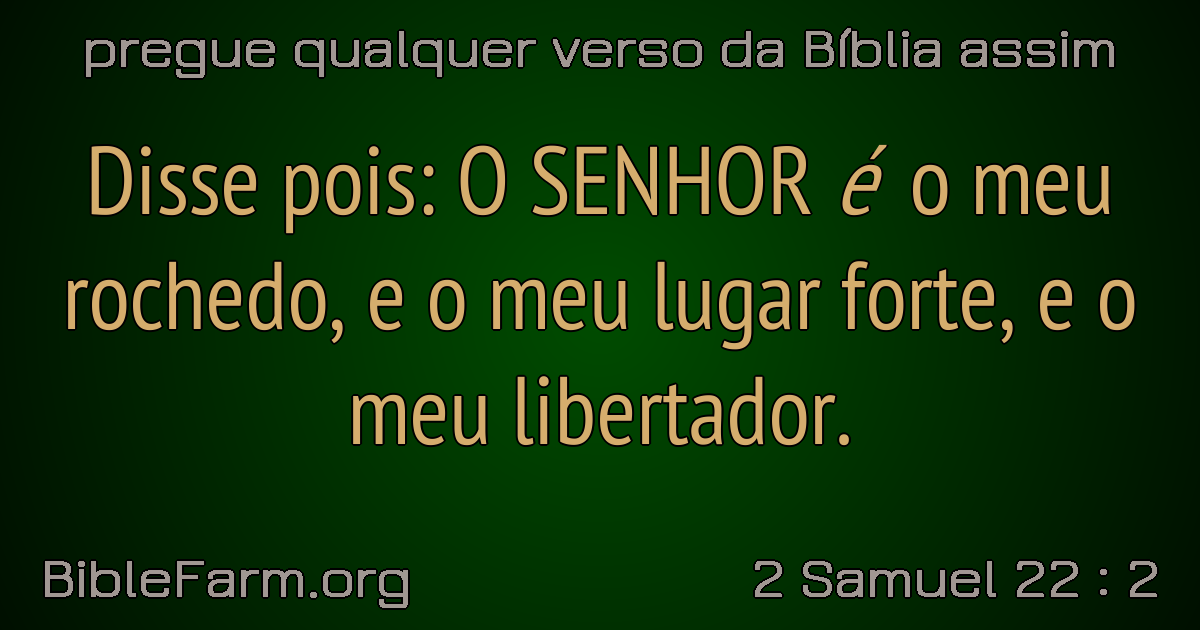 pregue qualquer verso da Bíblia assim
Disse pois: O SENHOR é o meu
rochedo, e o meu lugar forte, e o
meu libertador.
BibleFarm.org
2 Samuel 22 : 2